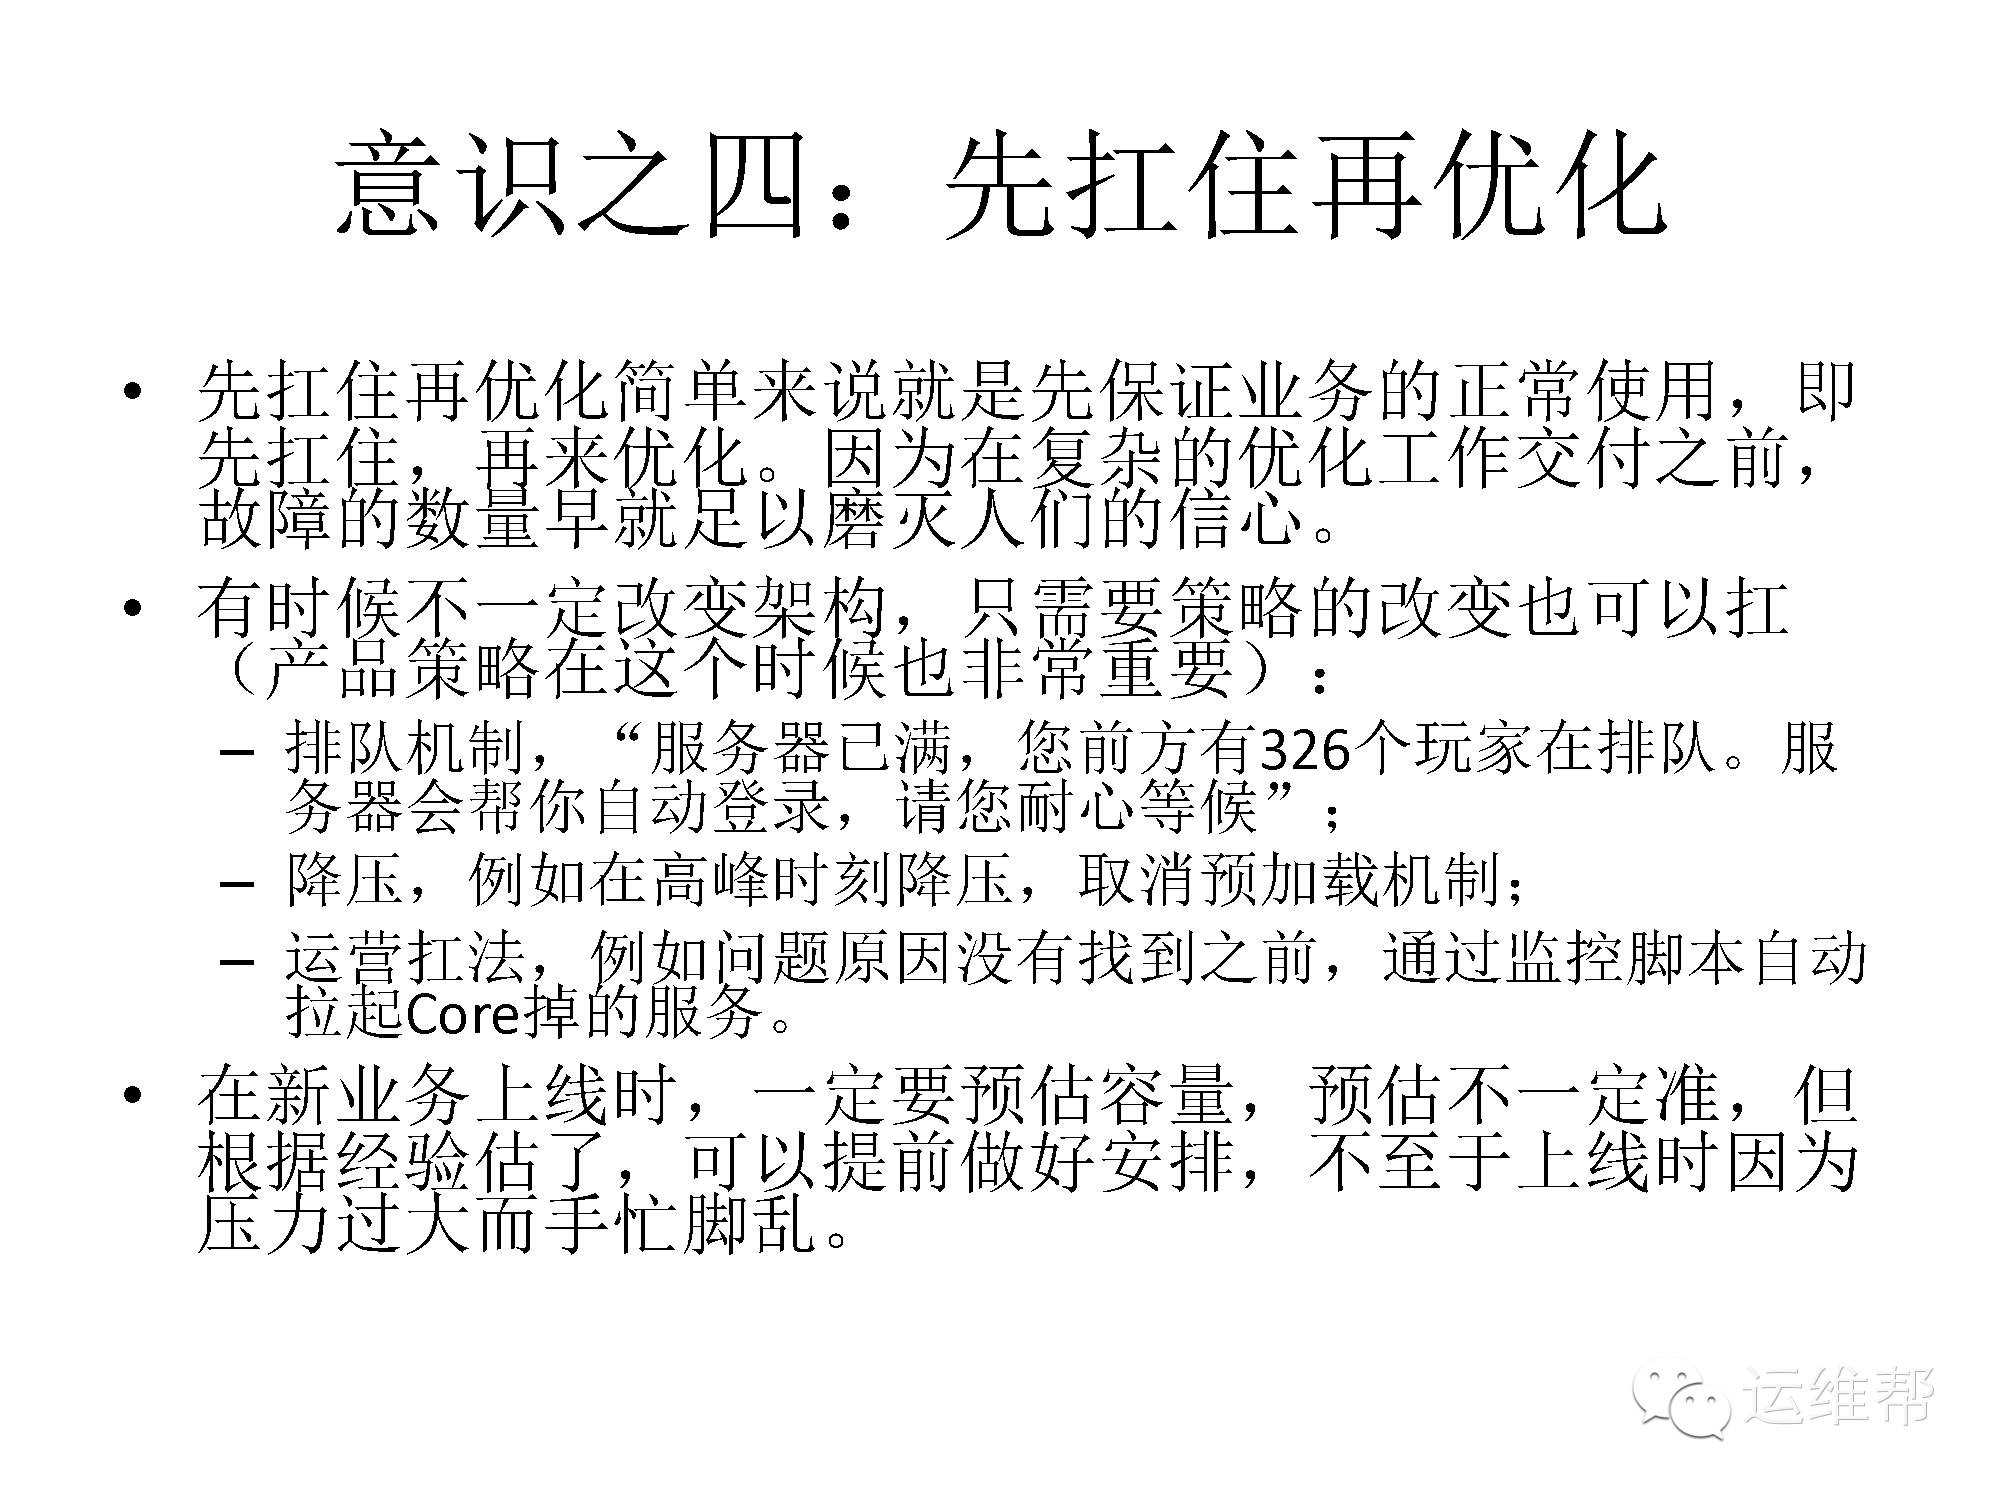 意识之四：先扛住再优化
• 先扛住再优化简单来说就是先保证业务的正常使用，即
先扛住，再来优化。因为在复杂的优化工作交付之前，
故障的数量早就足以磨灭人们的信心。
• 有时候不一定改变架构，只需要策略的改变也可以扛
（产品策略在这个时候也非常重要）：
– 排队机制，“服务器已满，您前方有326个玩家在排队。服
务器会帮你自动登录，请您耐心等候”；
– 降压，例如在高峰时刻降压，取消预加载机制；
– 运营扛法，例如问题原因没有找到之前，通过监控脚本自动
拉起Core掉的服务。
• 在新业务上线时，一定要预估容量，预估不一定准，但
根据经验估了，可以提前做好安排，不至于上线时因为
压力过大而手忙脚乱。
运维帮